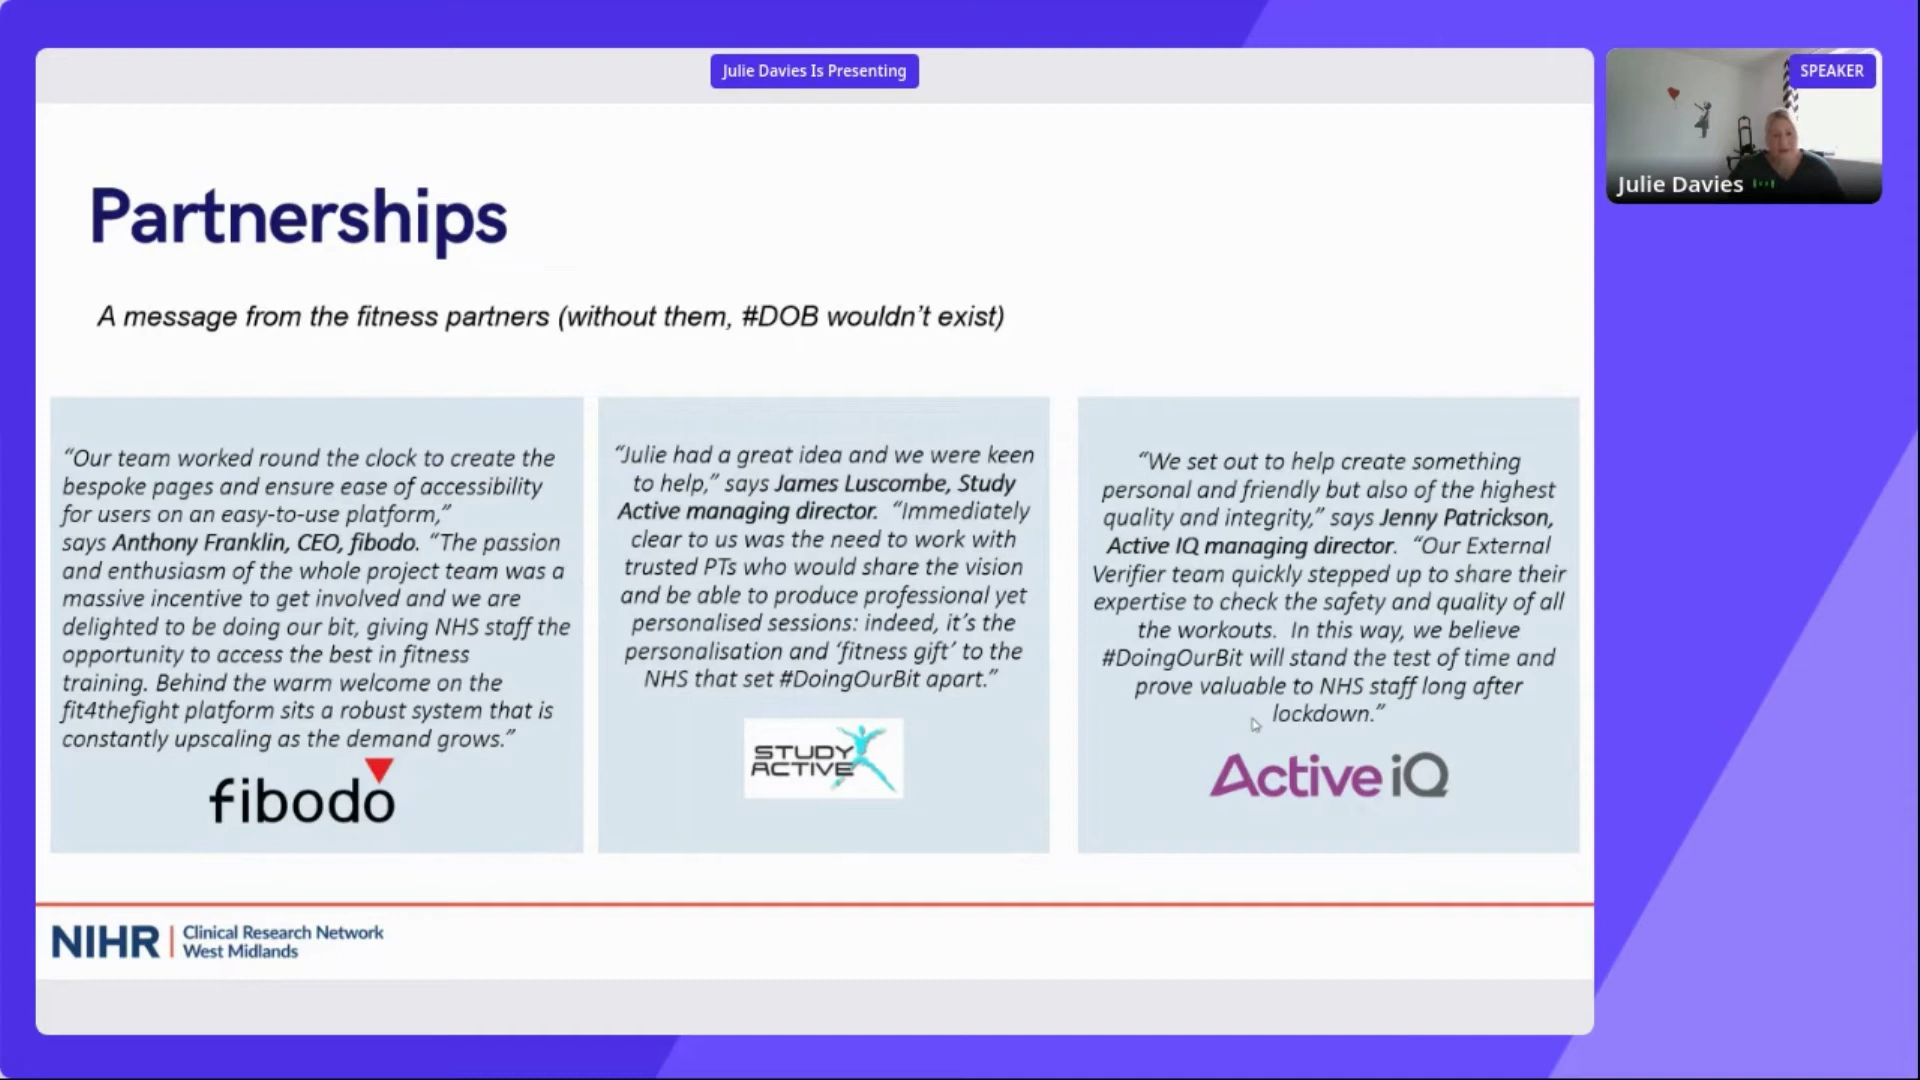 Julie Davies Is Presenting
SPEAKER
Julie Davies
Partnerships
A message from the fitness partners (without them, #DOB wouldn’t exist)
“Our team worked round the clock to create the
bespoke pages and ensure ease of accessibility
for users on an easy-to-use platform,”
says Anthony Franklin, CEO, fibodo. “The passion
and enthusiasm of the whole project team was a
massive incentive to get involved and we are
delighted to be doing our bit, giving NHS staff the
opportunity to access the best in fitness
training. Behind the warm welcome on the
fit4thefight platform sits a robust system that is
constantly upscaling as the demand grows.”
fibodo
“Julie had a great idea and we were keen
to help,” says James Luscombe, Study
Active managing director. “Immediately
clear to us was the need to work with
trusted PTs who would share the vision
and be able to produce professional yet
personalised sessions: indeed, it’s the
personalisation and ‘fitness gift’ to the
NHS that set #DoingOurBit apart.”
STUDY
ACTIVE
“We set out to help create something
personal and friendly but also of the highest
quality and integrity,” says Jenny Patrickson,
Active IQ managing director. “Our External
Verifier team quickly stepped up to share their
expertise to check the safety and quality of all
the workouts. In this way, we believe
#DoingOurBit will stand the test of time and
prove valuable to NHS staff long after
lockdown.”
Active iQ
NIHR | Clinical Research Network
West Midlands